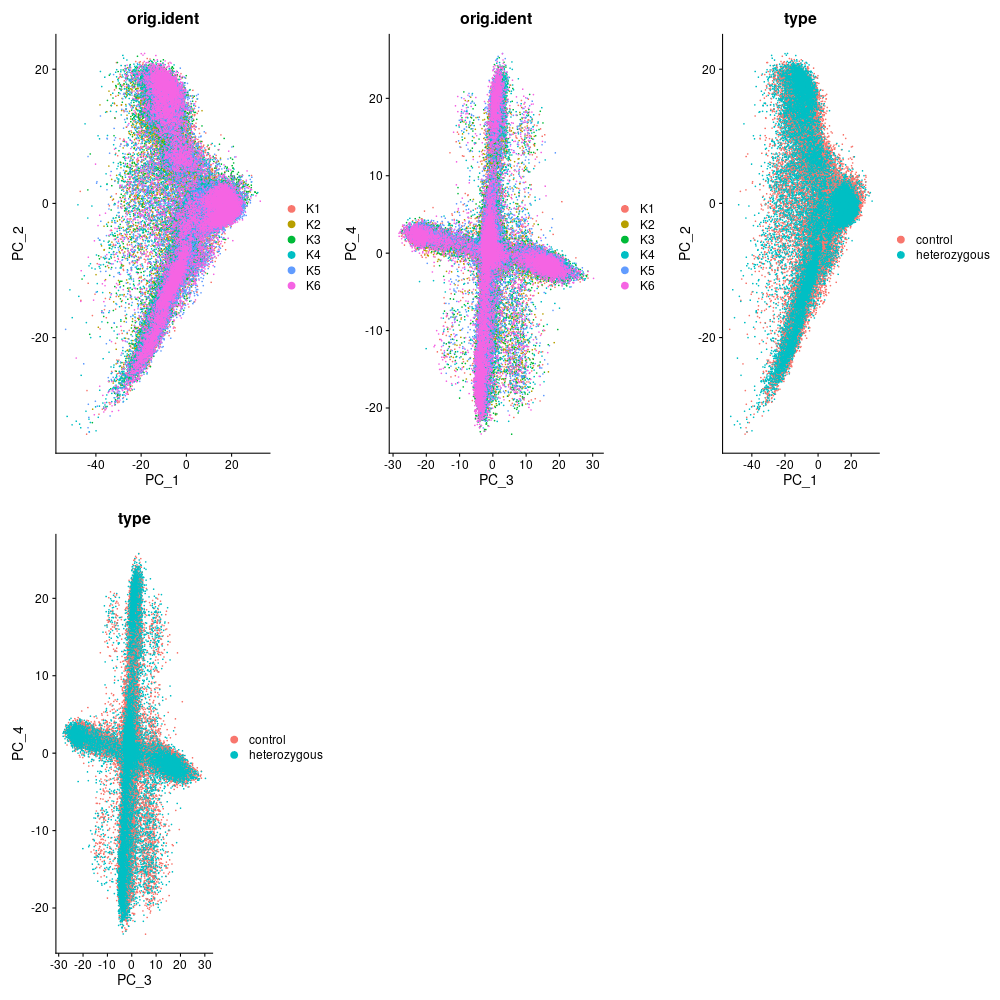 orig.ident
orig.ident
type
20
0
-20
PC_2
-40 -20 0 20
PC_1
K1
K2
K3
K4
K5
K6
20
10
0
-10
-20
PC_4
-30 -20 -10 0 10 20 30
PC_3
K1
K2
K3
K4
K5
K6
20
0
-20
PC_2
-40 -20 0 20
PC_1
control
heterozygous
type
20
10
0
-10
-20
PC_4
-30 -20 -10 0 10 20 30
PC_3
control
heterozygous